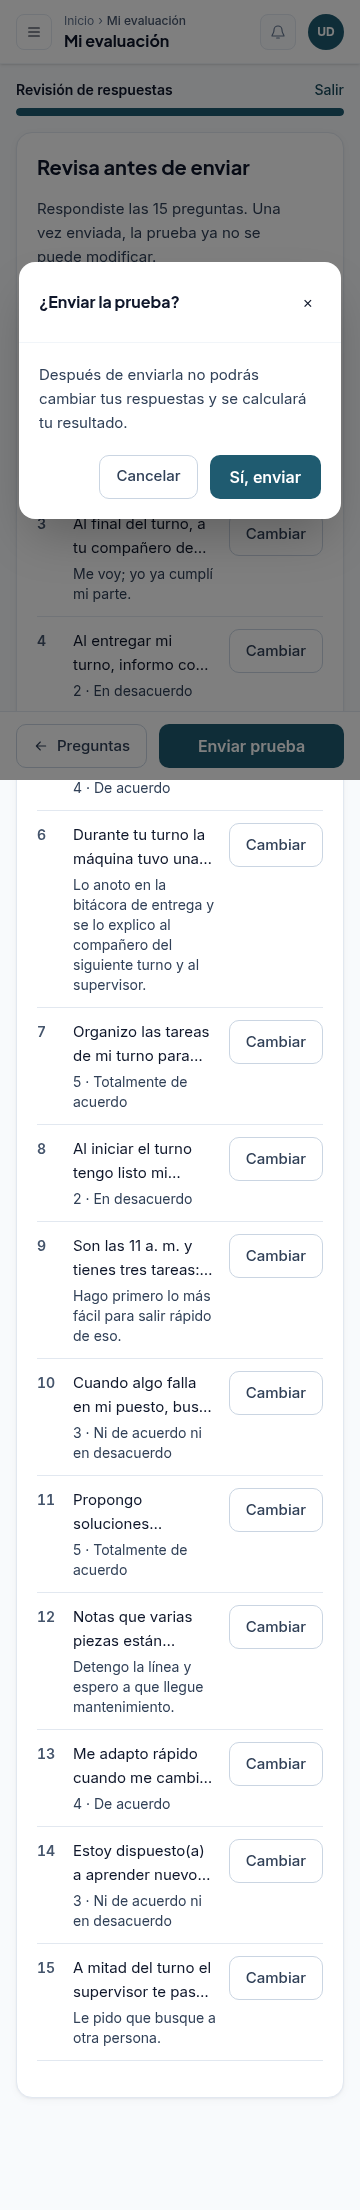 Inicio › Mi evaluación
Mi evaluación
UD
Revisión de respuestas
Salir
Revisa antes de enviar
Respondiste las 15 preguntas. Una
vez enviada, la prueba ya no se
puede modificar.
¿Enviar la prueba?
×
Después de enviarla no podrás
cambiar tus respuestas y se calculará
tu resultado.
Cancelar
Sí, enviar
3
Al final del turno, a
tu compañero de...
Cambiar
Me voy; yo ya cumplí
mi parte.
4
Al entregar mi
turno, informo co...
Cambiar
2 · En desacuerdo
← Preguntas
Enviar prueba
4 · De acuerdo
6
Durante tu turno la
máquina tuvo una...
Cambiar
Lo anoto en la
bitácora de entrega y
se lo explico al
compañero del
siguiente turno y al
supervisor.
7
Organizo las tareas
de mi turno para...
Cambiar
5 · Totalmente de
acuerdo
8
Al iniciar el turno
tengo listo mi...
Cambiar
2 · En desacuerdo
9
Son las 11 a. m. y
tienes tres tareas:...
Cambiar
Hago primero lo más
fácil para salir rápido
de eso.
10
Cuando algo falla
en mi puesto, bus...
Cambiar
3 · Ni de acuerdo ni
en desacuerdo
11
Propongo
soluciones...
Cambiar
5 · Totalmente de
acuerdo
12
Notas que varias
piezas están...
Cambiar
Detengo la línea y
espero a que llegue
mantenimiento.
13
Me adapto rápido
cuando me cambi...
Cambiar
4 · De acuerdo
14
Estoy dispuesto(a)
a aprender nuevo...
Cambiar
3 · Ni de acuerdo ni
en desacuerdo
15
A mitad del turno el
supervisor te pas...
Cambiar
Le pido que busque a
otra persona.